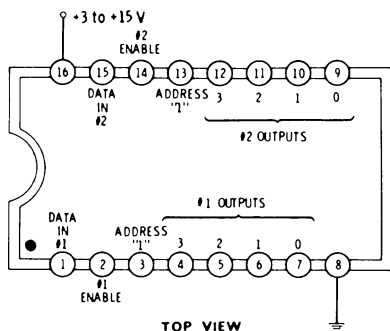 +3 to +15 V
#2
ENABLE
16 15 14 13 12 11 10 9
DATA
IN
#2
ADDRESS
"1"
3 2 1 0
#2 OUTPUTS
#1 OUTPUTS
DATA
IN
#1
ADDRESS
"1"
3 2 1 0
1 2 3 4 5 6 7 8
#1
ENABLE
TOP VIEW